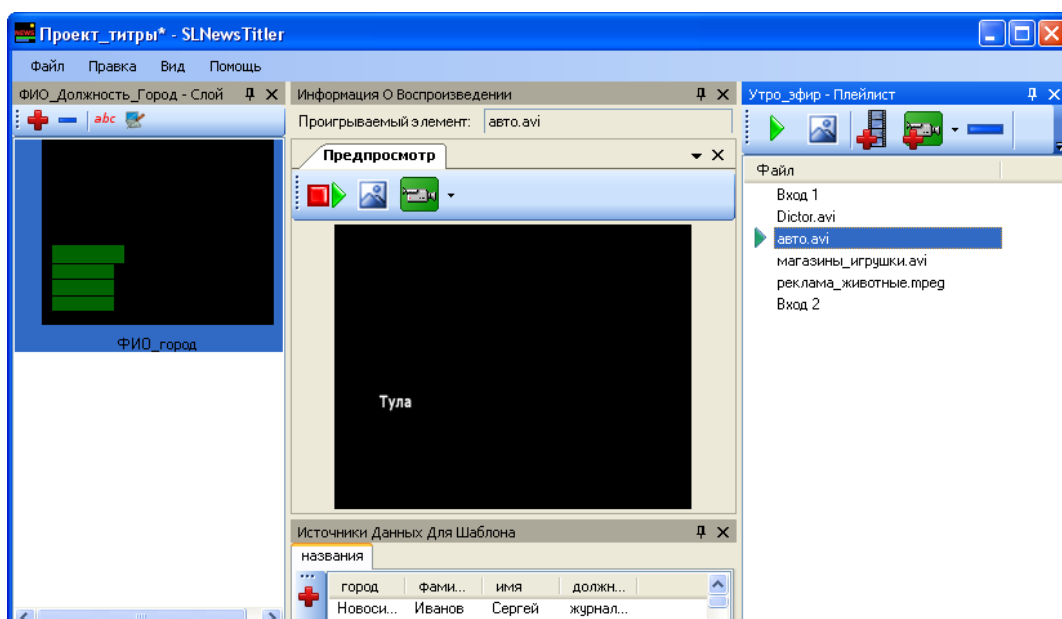 NEWS Проект_титры* - SLNewsTitler
Файл Правка Вид Помощь
ФИО_Должность_Город - Слой
abc
ФИО_город
Информация О Воспроизведении
Проигрываемый элемент: авто.avi
Предпросмотр
Тула
Источники Данных Для Шаблона
названия
город фами... имя должн...
Новоси... Иванов Сергей журнал...
Утро_эфир - Плейлист
Файл
Вход 1
Dictor.avi
авто.avi
магазины_игрушки.avi
реклама_животные.mpeg
Вход 2